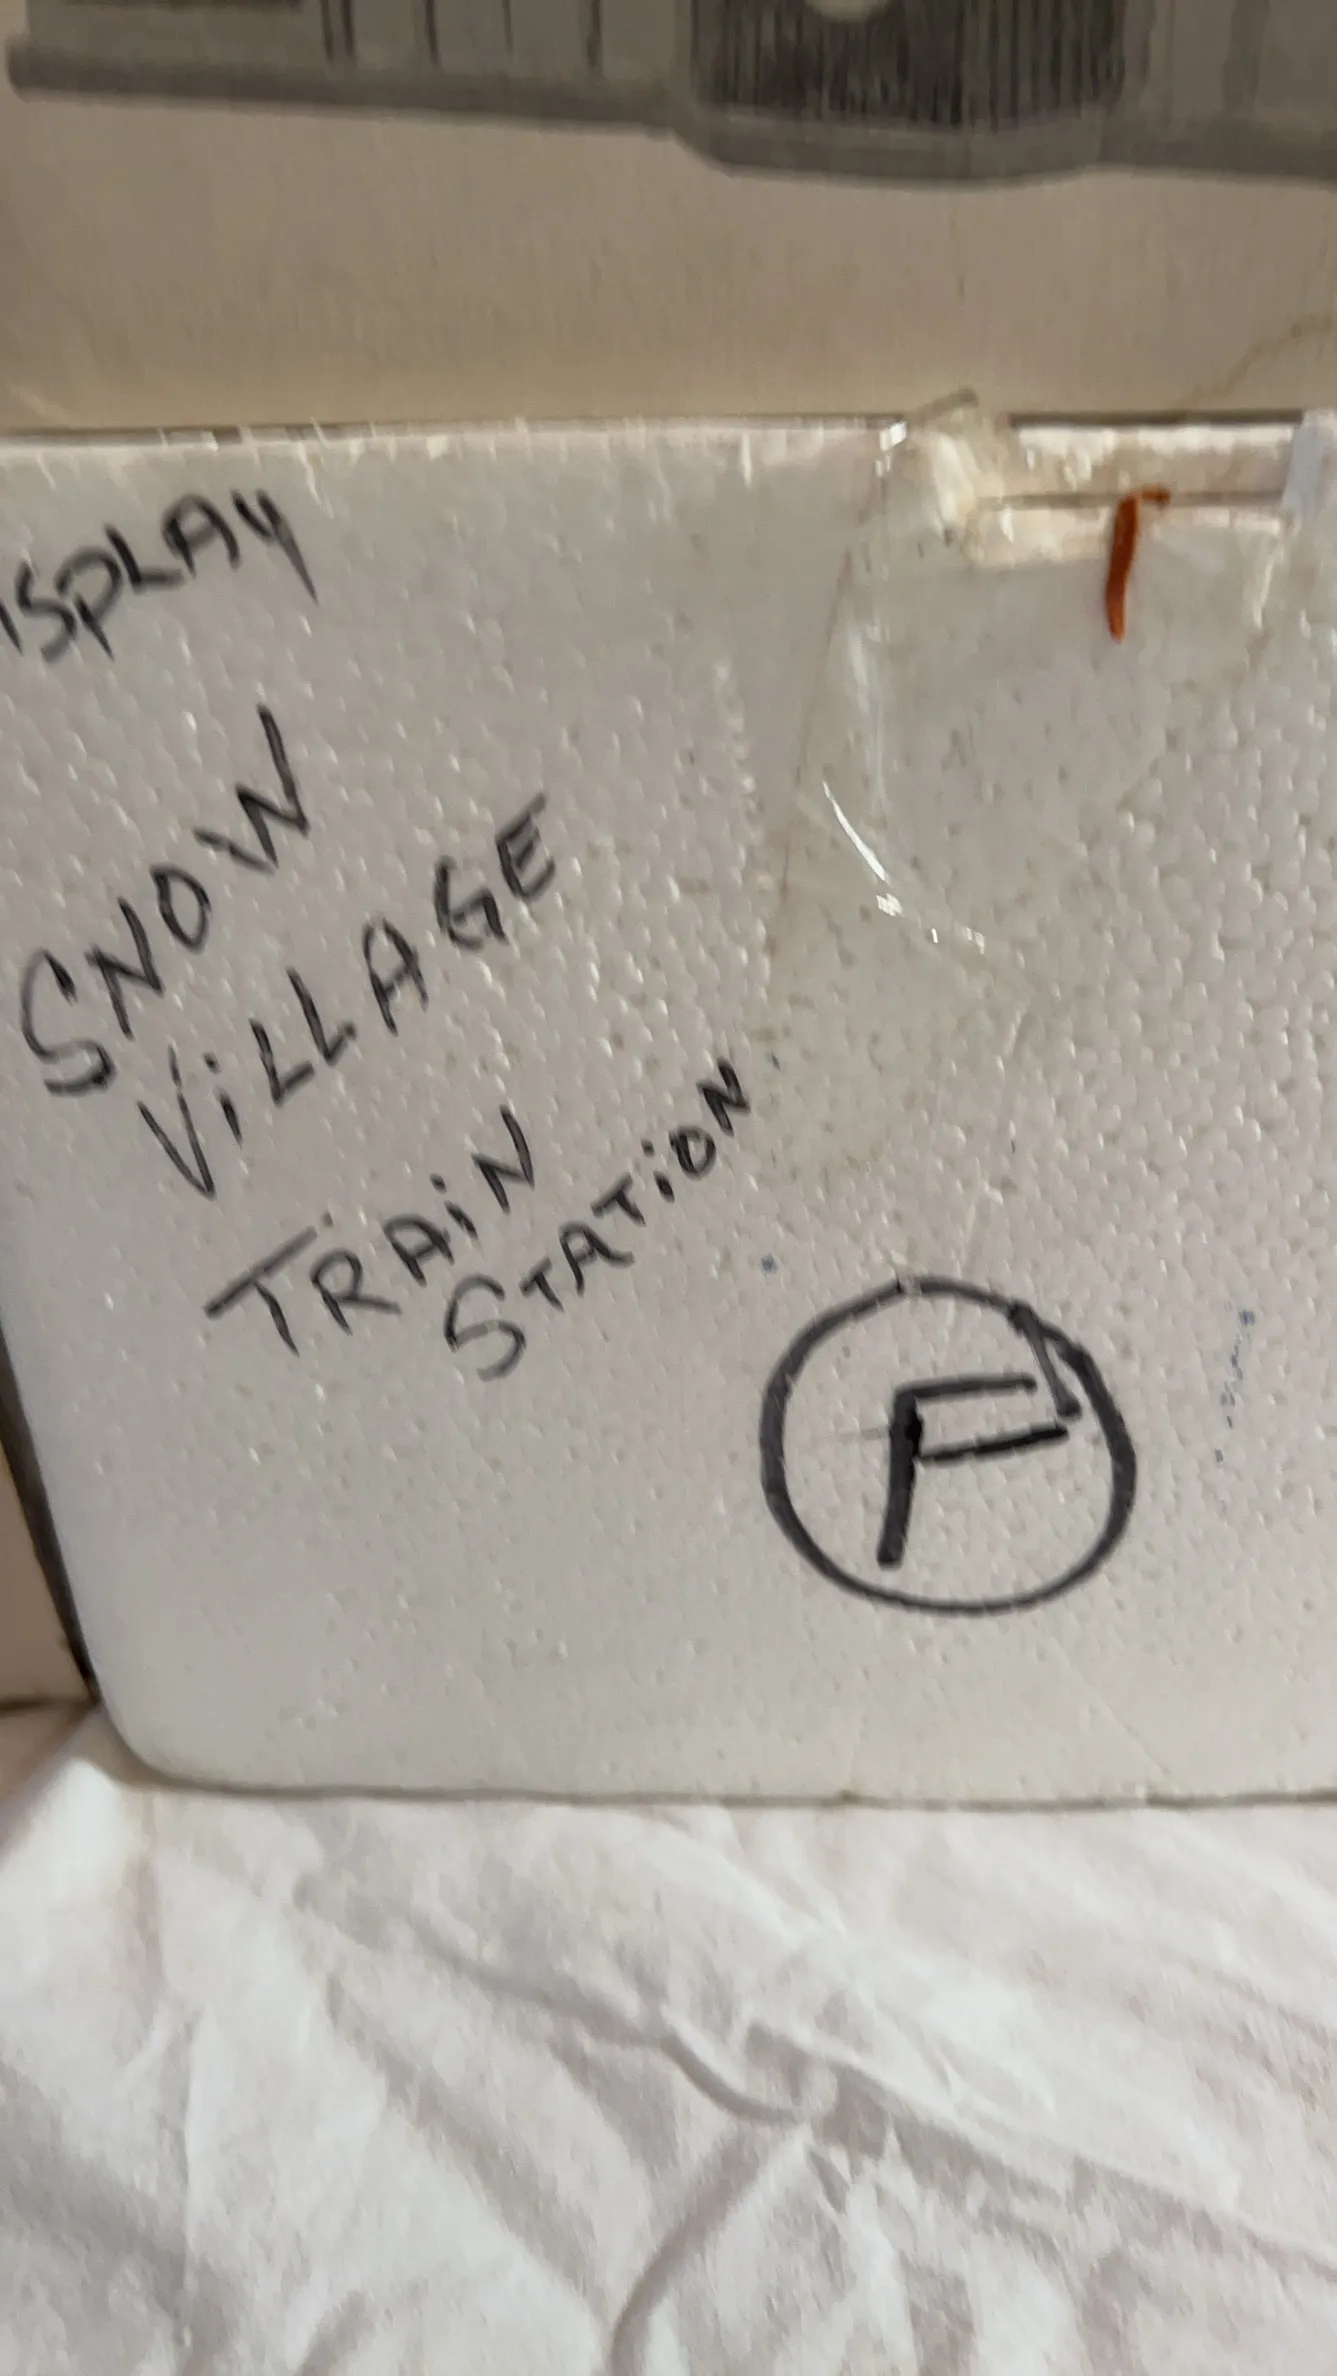 ISPLAY
SNOW
ViLLAGE
TRAiN
STATiON
F